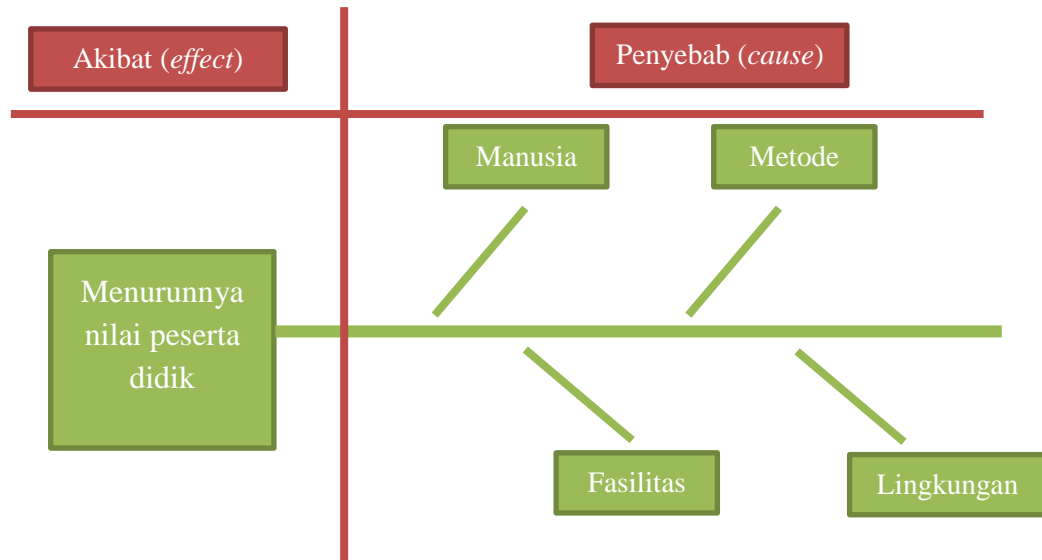 Akibat (effect)
Penyebab (cause)
Manusia
Metode
Menurunnya
nilai peserta
didik
Fasilitas
Lingkungan